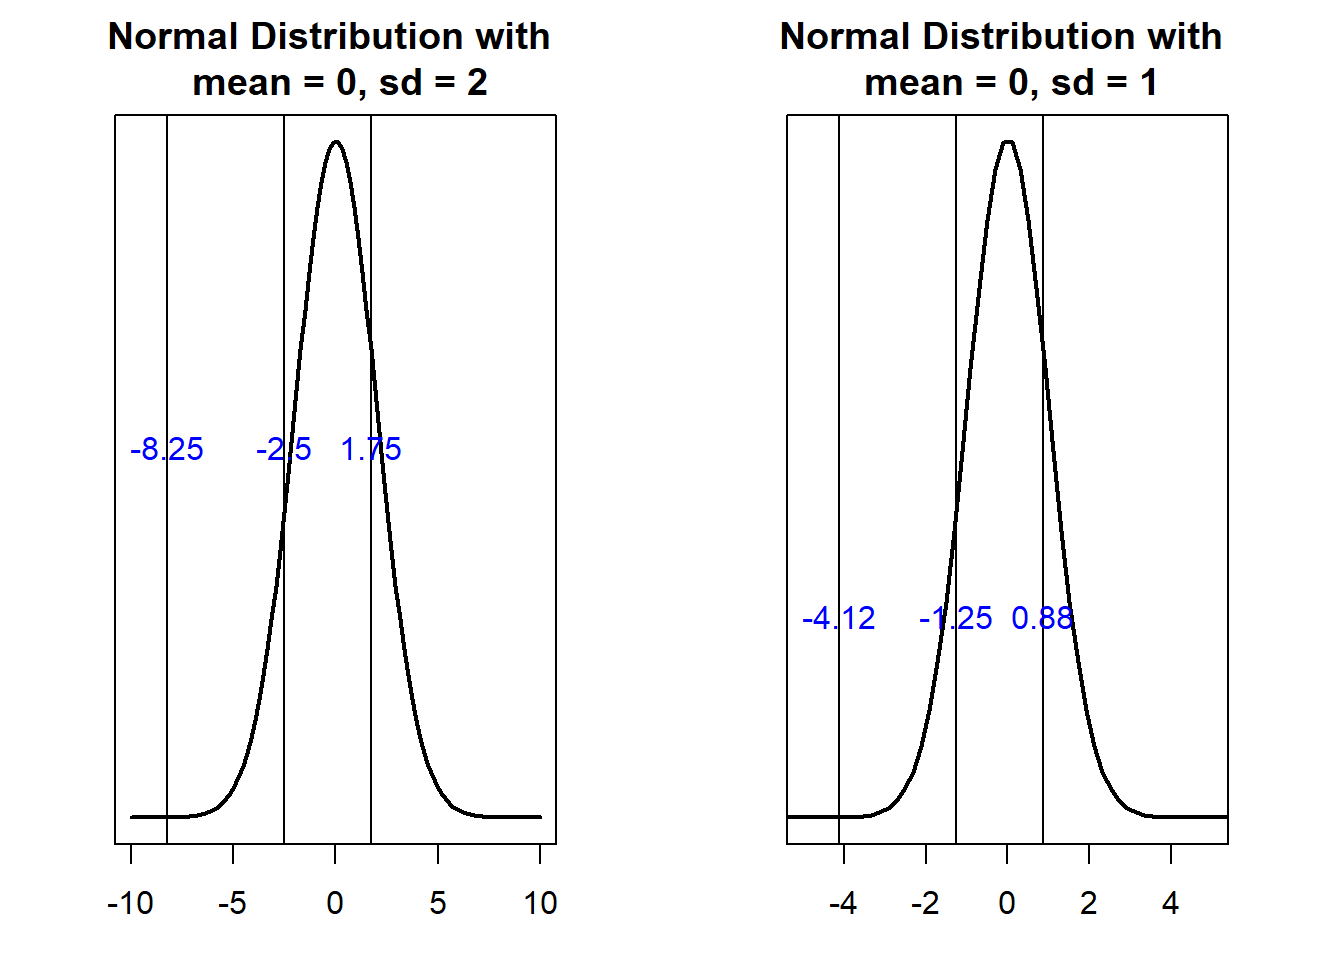 Normal Distribution with
mean = 0, sd = 2
-8.25 -2.5 1.75
-10 -5 0 5 10
Normal Distribution with
mean = 0, sd = 1
-4.12 -1.25 0.88
-4 -2 0 2 4